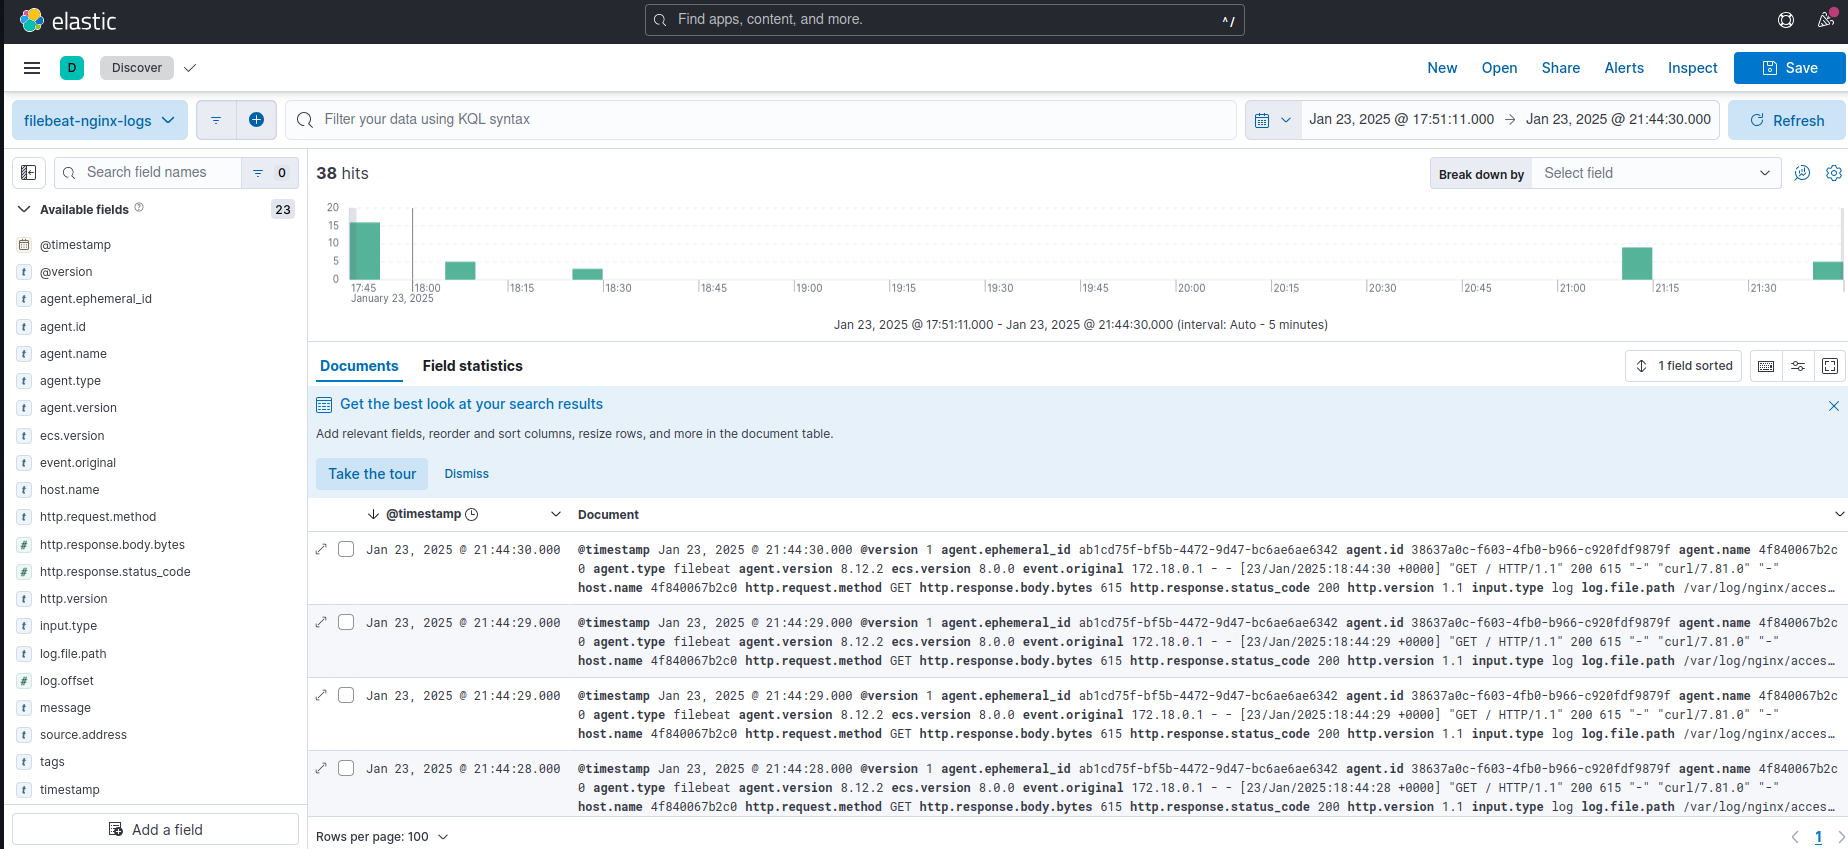 elastic
Find apps, content, and more.
^/
D
Discover
New
Open
Share
Alerts
Inspect
Save
filebeat-nginx-logs
Filter your data using KQL syntax
Jan 23, 2025 @ 17:51:11.000 → Jan 23, 2025 @ 21:44:30.000
Refresh
Search field names
0
Available fields
23
@timestamp
@version
agent.ephemeral_id
agent.id
agent.name
agent.type
agent.version
ecs.version
event.original
host.name
http.request.method
http.response.body.bytes
http.response.status_code
http.version
input.type
log.file.path
log.offset
message
source.address
tags
timestamp
Add a field
38 hits
Break down by
Select field
20
15
10
5
0
17:45 18:00 18:15 18:30 18:45 19:00 19:15 19:30 19:45 20:00 20:15 20:30 20:45 21:00 21:15 21:30
January 23, 2025
Jan 23, 2025 @ 17:51:11.000 - Jan 23, 2025 @ 21:44:30.000 (interval: Auto - 5 minutes)
Documents
Field statistics
1 field sorted
Get the best look at your search results
Add relevant fields, reorder and sort columns, resize rows, and more in the document table.
Take the tour
Dismiss
@timestamp
Document
Jan 23, 2025 @ 21:44:30.000
@timestamp Jan 23, 2025 @ 21:44:30.000 @version 1 agent.ephemeral_id ab1cd75f-bf5b-4472-9d47-bc6ae6ae6342 agent.id 38637a0c-f603-4fb0-b966-c920fdf9879f agent.name 4f840067b2c
0 agent.type filebeat agent.version 8.12.2 ecs.version 8.0.0 event.original 172.18.0.1 - - [23/Jan/2025:18:44:30 +0000] "GET / HTTP/1.1" 200 615 "-" "curl/7.81.0" "-"
host.name 4f840067b2c0 http.request.method GET http.response.body.bytes 615 http.response.status_code 200 http.version 1.1 input.type log log.file.path /var/log/nginx/acces…
Jan 23, 2025 @ 21:44:29.000
@timestamp Jan 23, 2025 @ 21:44:29.000 @version 1 agent.ephemeral_id ab1cd75f-bf5b-4472-9d47-bc6ae6ae6342 agent.id 38637a0c-f603-4fb0-b966-c920fdf9879f agent.name 4f840067b2c
0 agent.type filebeat agent.version 8.12.2 ecs.version 8.0.0 event.original 172.18.0.1 - - [23/Jan/2025:18:44:29 +0000] "GET / HTTP/1.1" 200 615 "-" "curl/7.81.0" "-"
host.name 4f840067b2c0 http.request.method GET http.response.body.bytes 615 http.response.status_code 200 http.version 1.1 input.type log log.file.path /var/log/nginx/acces…
Jan 23, 2025 @ 21:44:29.000
@timestamp Jan 23, 2025 @ 21:44:29.000 @version 1 agent.ephemeral_id ab1cd75f-bf5b-4472-9d47-bc6ae6ae6342 agent.id 38637a0c-f603-4fb0-b966-c920fdf9879f agent.name 4f840067b2c
0 agent.type filebeat agent.version 8.12.2 ecs.version 8.0.0 event.original 172.18.0.1 - - [23/Jan/2025:18:44:29 +0000] "GET / HTTP/1.1" 200 615 "-" "curl/7.81.0" "-"
host.name 4f840067b2c0 http.request.method GET http.response.body.bytes 615 http.response.status_code 200 http.version 1.1 input.type log log.file.path /var/log/nginx/acces…
Jan 23, 2025 @ 21:44:28.000
@timestamp Jan 23, 2025 @ 21:44:28.000 @version 1 agent.ephemeral_id ab1cd75f-bf5b-4472-9d47-bc6ae6ae6342 agent.id 38637a0c-f603-4fb0-b966-c920fdf9879f agent.name 4f840067b2c
0 agent.type filebeat agent.version 8.12.2 ecs.version 8.0.0 event.original 172.18.0.1 - - [23/Jan/2025:18:44:28 +0000] "GET / HTTP/1.1" 200 615 "-" "curl/7.81.0" "-"
host.name 4f840067b2c0 http.request.method GET http.response.body.bytes 615 http.response.status_code 200 http.version 1.1 input.type log log.file.path /var/log/nginx/acces…
Rows per page: 100
1